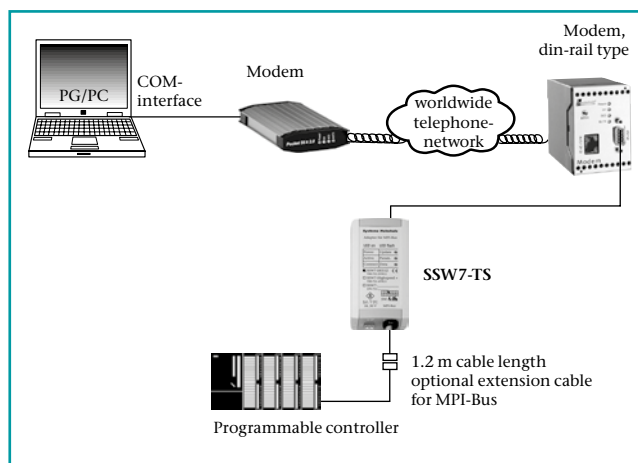 PG/PC
COM-
interface
Modem
worldwide
telephone-
network
Modem,
din-rail type
Modem
SSW7-TS
1.2 m cable length
optional extension cable
for MPI-Bus
Programmable controller